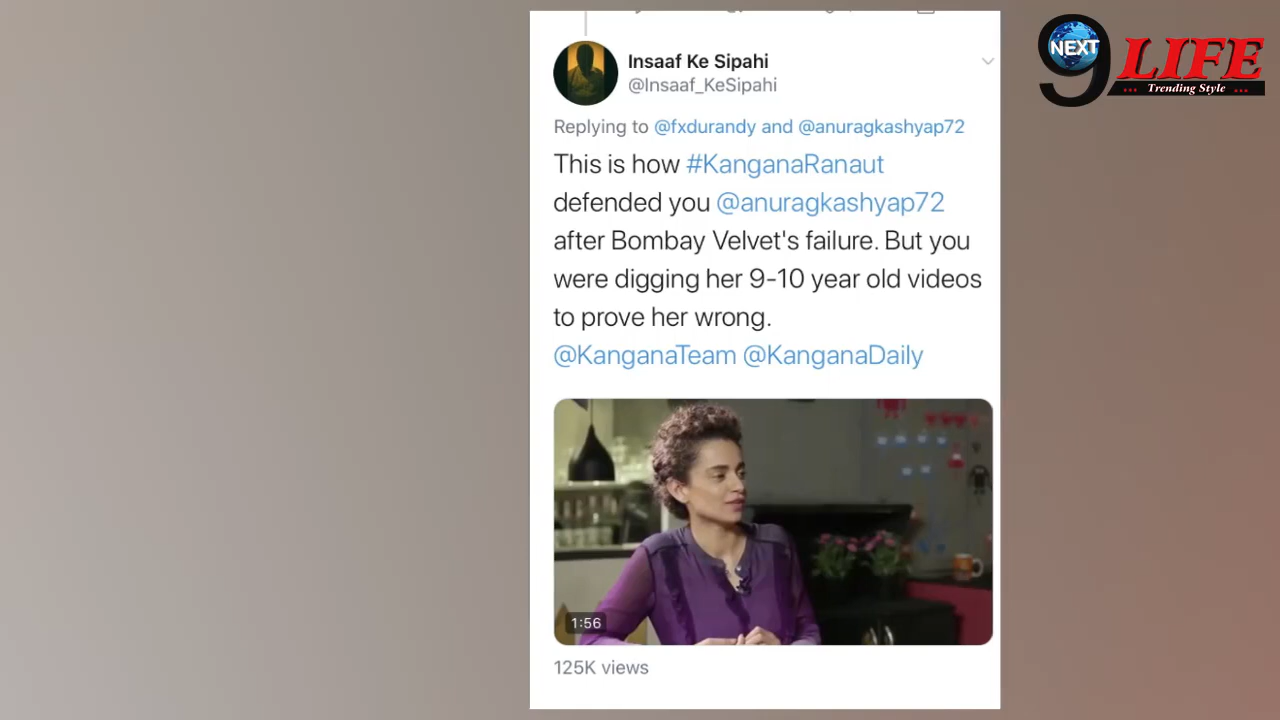 Insaaf Ke Sipahi
@Insaaf_KeSipahi
Replying to @fxdurandy and @anuragkashyap72
This is how #KanganaRanaut
defended you @anuragkashyap72
after Bombay Velvet's failure. But you
were digging her 9-10 year old videos
to prove her wrong.
@KanganaTeam @KanganaDaily
1:56
125K views
9
NEXT
LIFE
... Trending Style ...